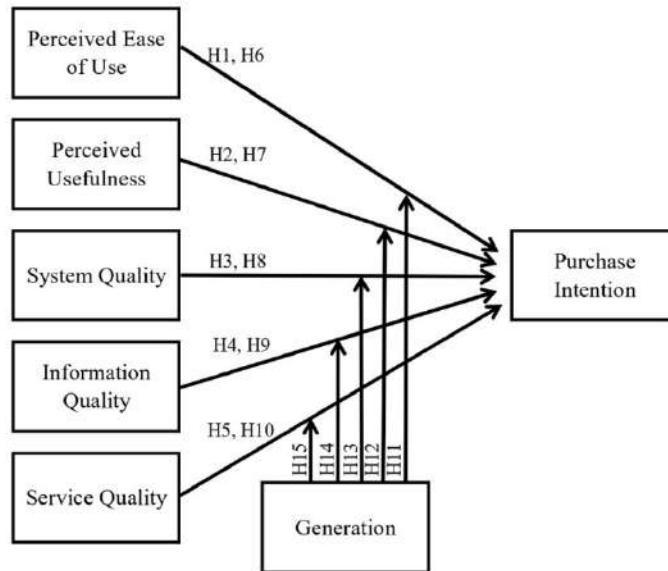 Perceived Ease
of Use
H1, H6
Perceived
Usefulness
H2, H7
System Quality
H3, H8
Purchase
Intention
Information
Quality
H4, H9
Service Quality
H5, H10
H15
H14
H13
H12
H11
Generation